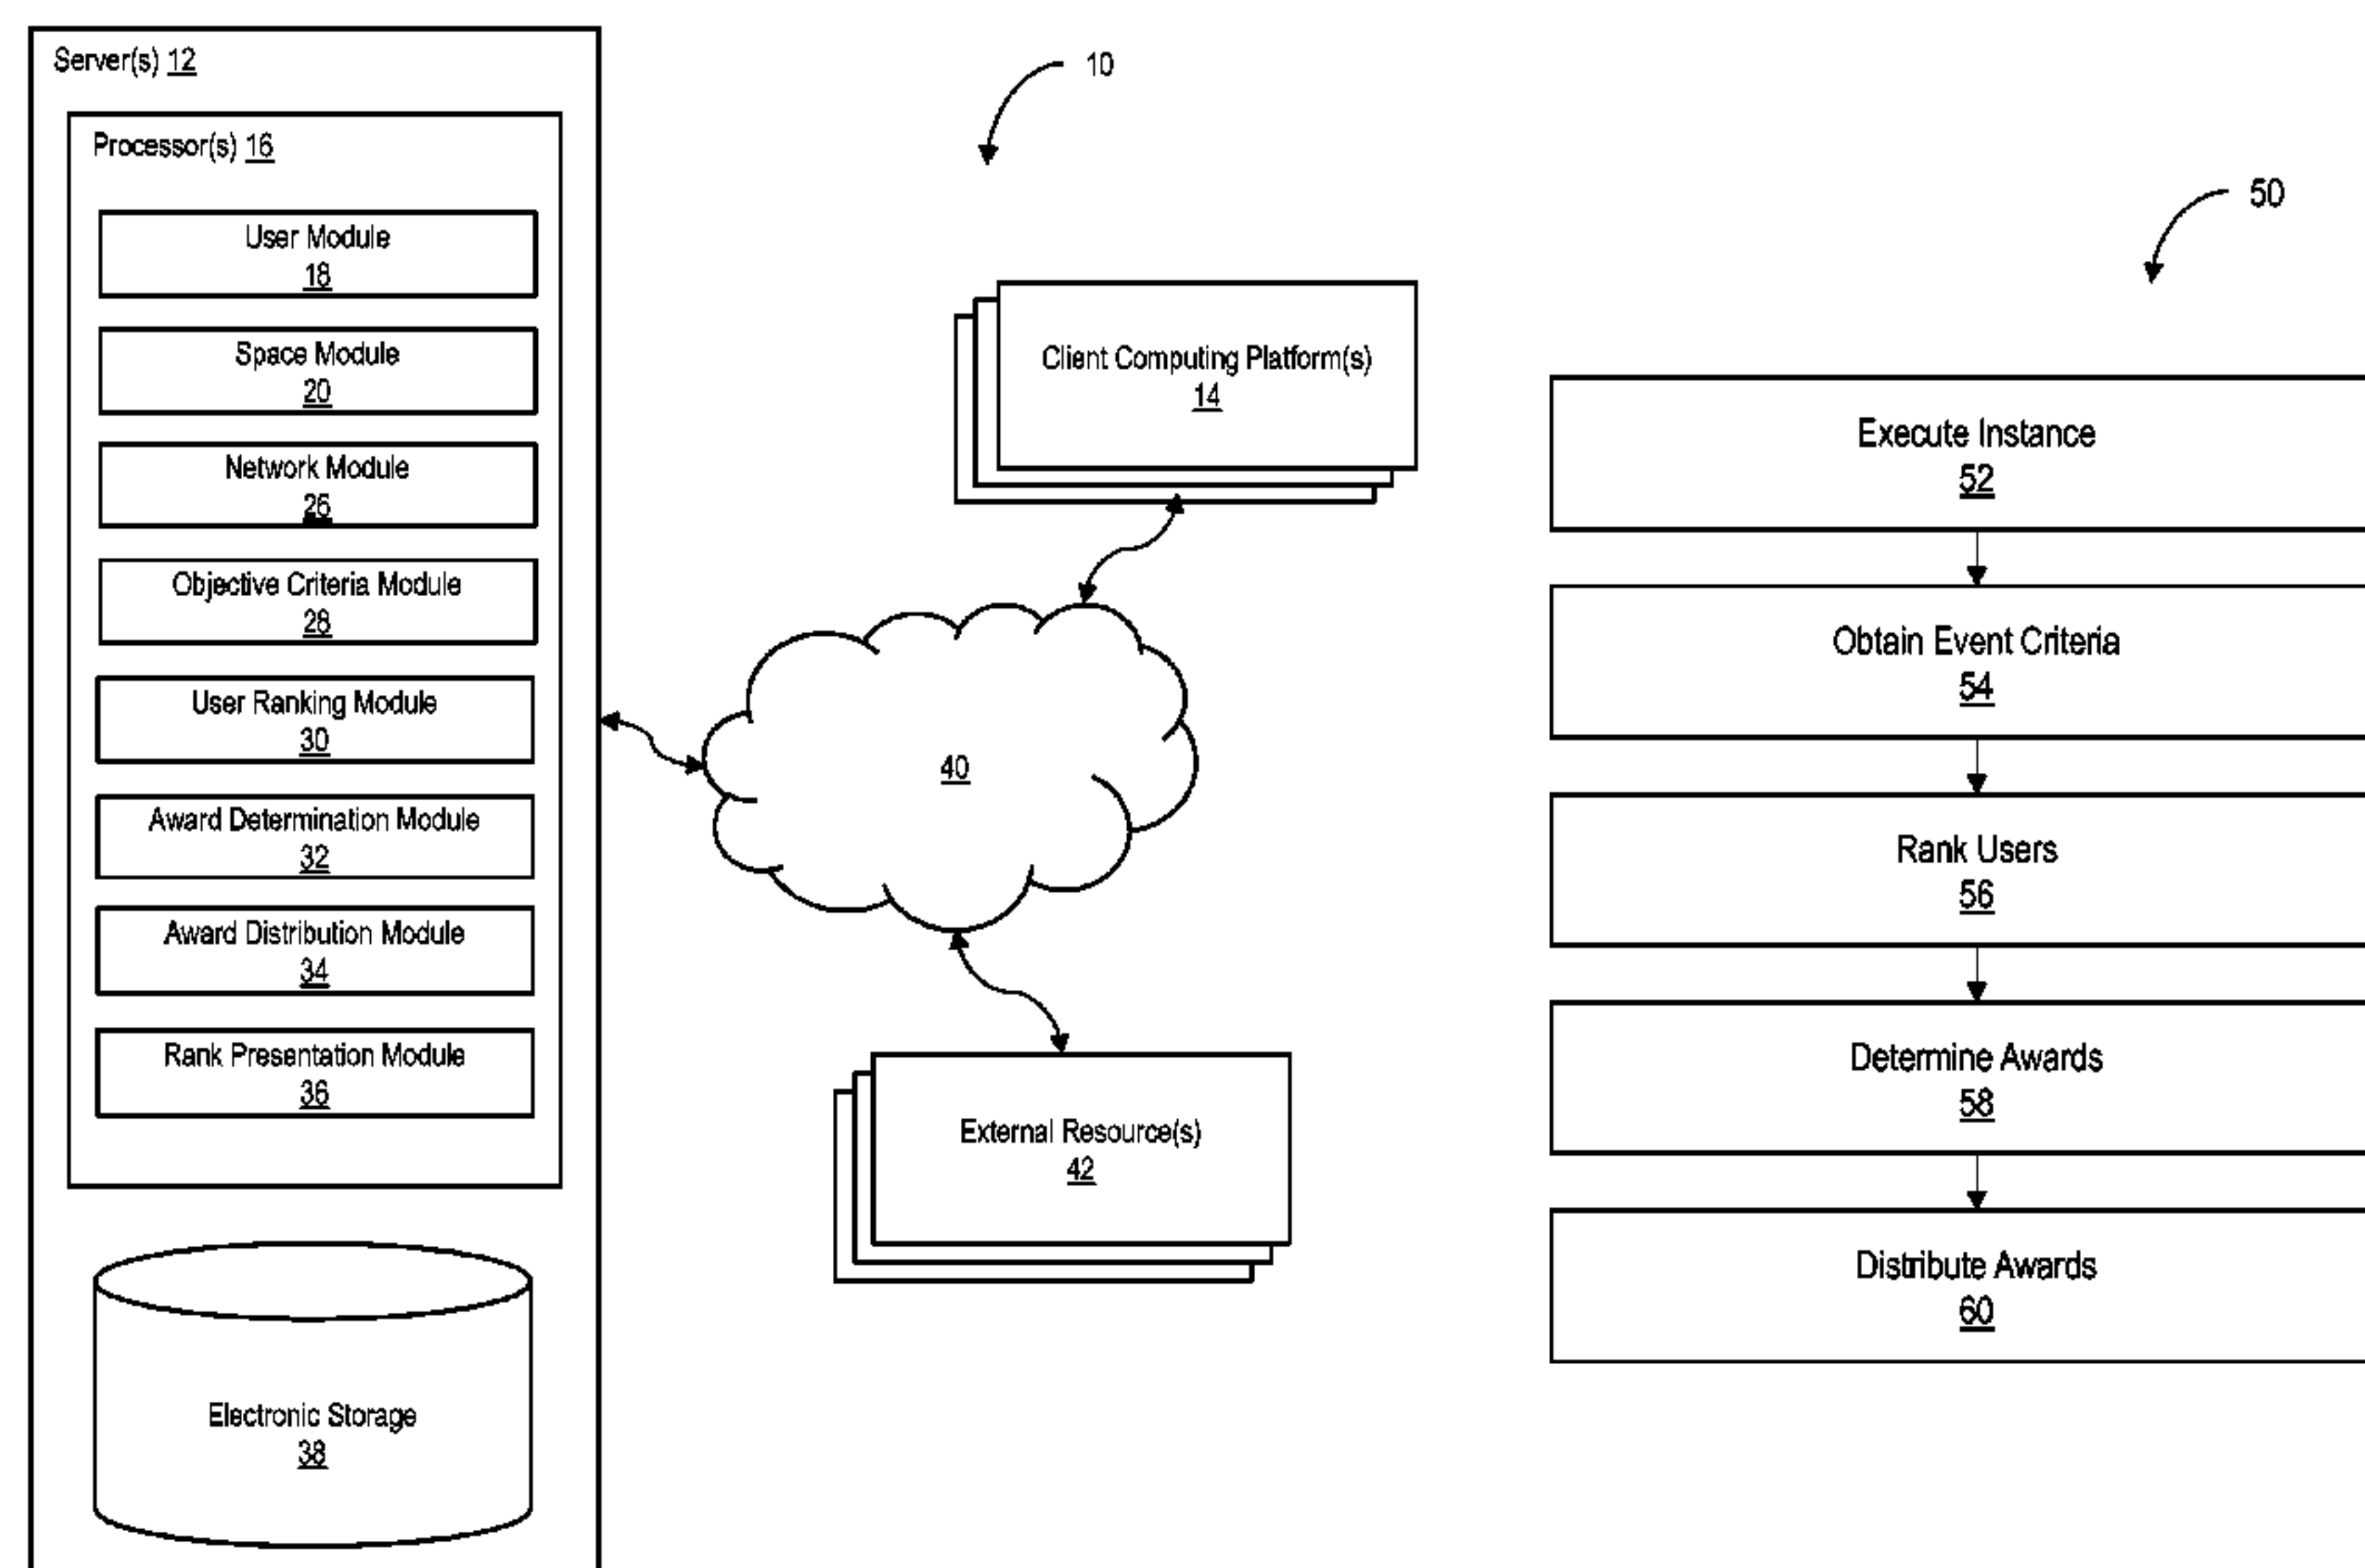 Server(s) 12
Processor(s) 16
User Module
18
Space Module
20
Network Module
26
Objective Criteria Module
28
User Ranking Module
30
Award Determination Module
32
Award Distribution Module
34
Rank Presentation Module
36
Electronic Storage
38
10
Client Computing Platform(s)
14
40
External Resource(s)
42
50
Execute Instance
52
Obtain Event Criteria
54
Rank Users
56
Determine Awards
58
Distribute Awards
60